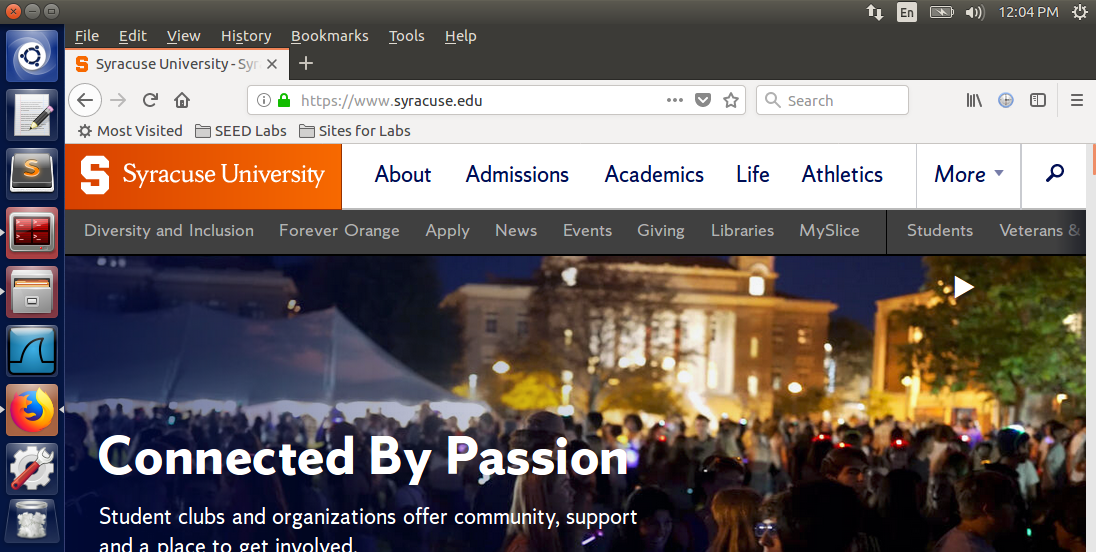 En 12:04 PM
File Edit View History Bookmarks Tools Help
S Syracuse University - Syr
https://www.syracuse.edu Search
Most Visited SEED Labs Sites for Labs
S Syracuse University About Admissions Academics Life Athletics More
Diversity and Inclusion Forever Orange Apply News Events Giving Libraries MySlice Students Veterans &
Connected By Passion
Student clubs and organizations offer community, support
and a place to get involved.